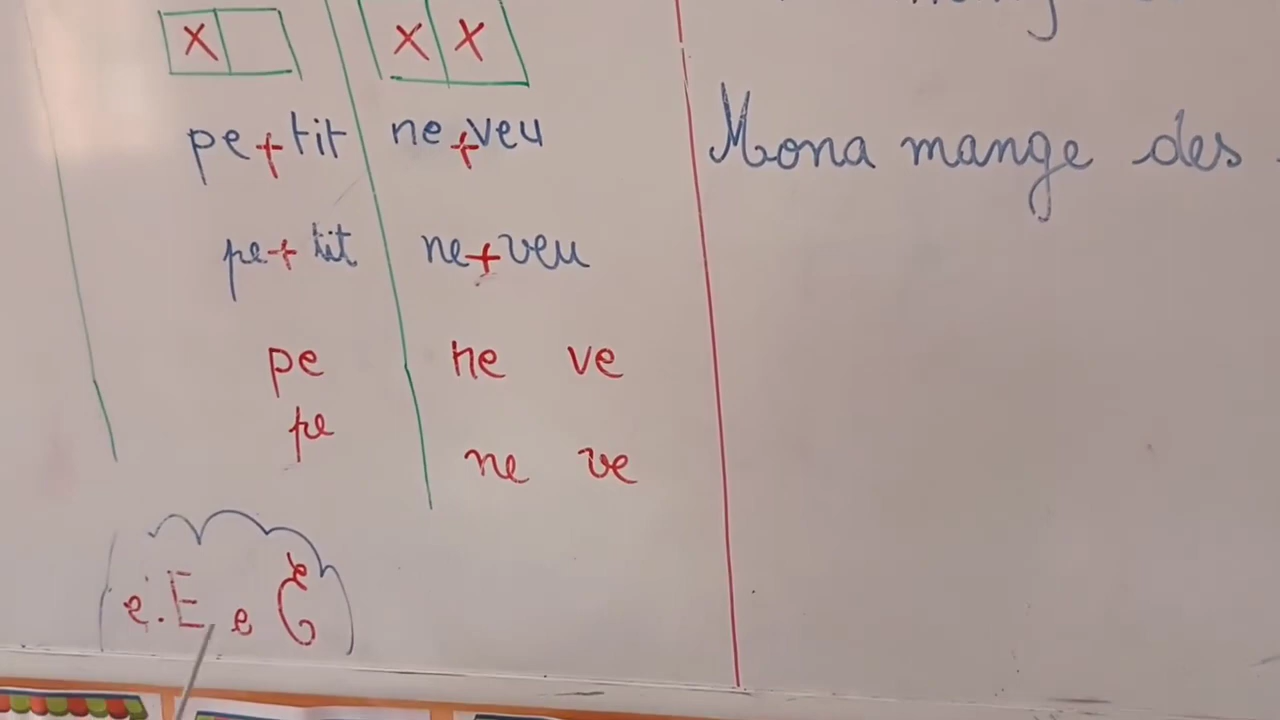 X X X
pe+tit ne+veu
pe+tit ne+veu
pe ne ve
pe
ne ve
e. E e E
Mona mange des